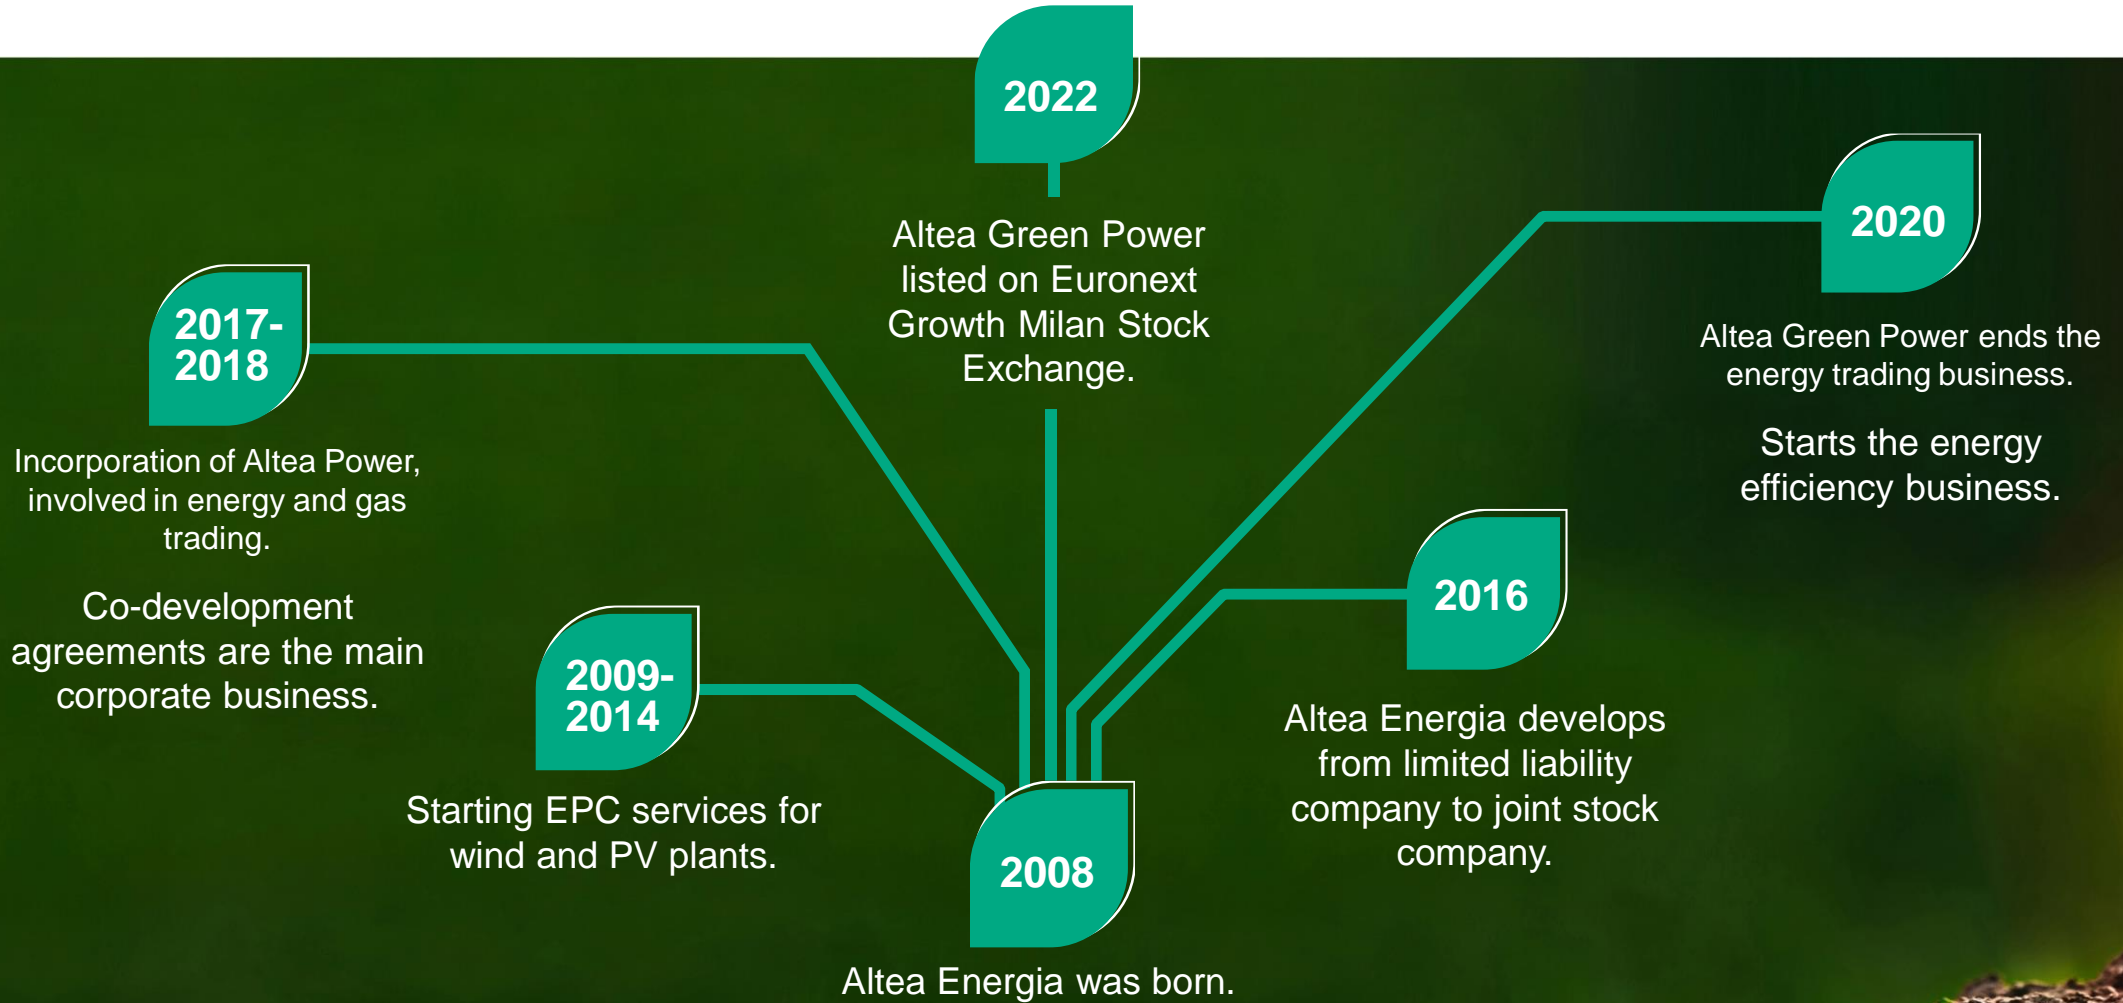 2022
Altea Green Power
listed on Euronext
Growth Milan Stock
Exchange.
2020
Altea Green Power ends the
energy trading business.
Starts the energy
efficiency business.
2017-
2018
Incorporation of Altea Power,
involved in energy and gas
trading.
Co-development
agreements are the main
corporate business.
2016
Altea Energia develops
from limited liability
company to joint stock
company.
2009-
2014
Starting EPC services for
wind and PV plants.
2008
Altea Energia was born.